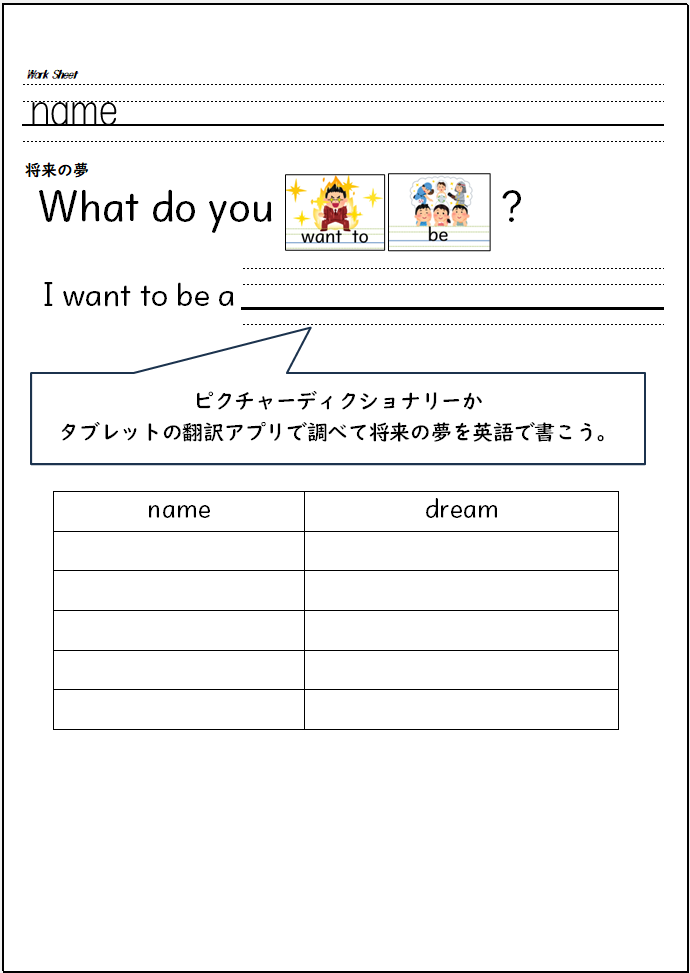 Work Sheet
name
将来の夢
What do you want to be ?
I want to be a
ピクチャーディクショナリーか
タブレットの翻訳アプリで調べて将来の夢を英語で書こう。
name dream